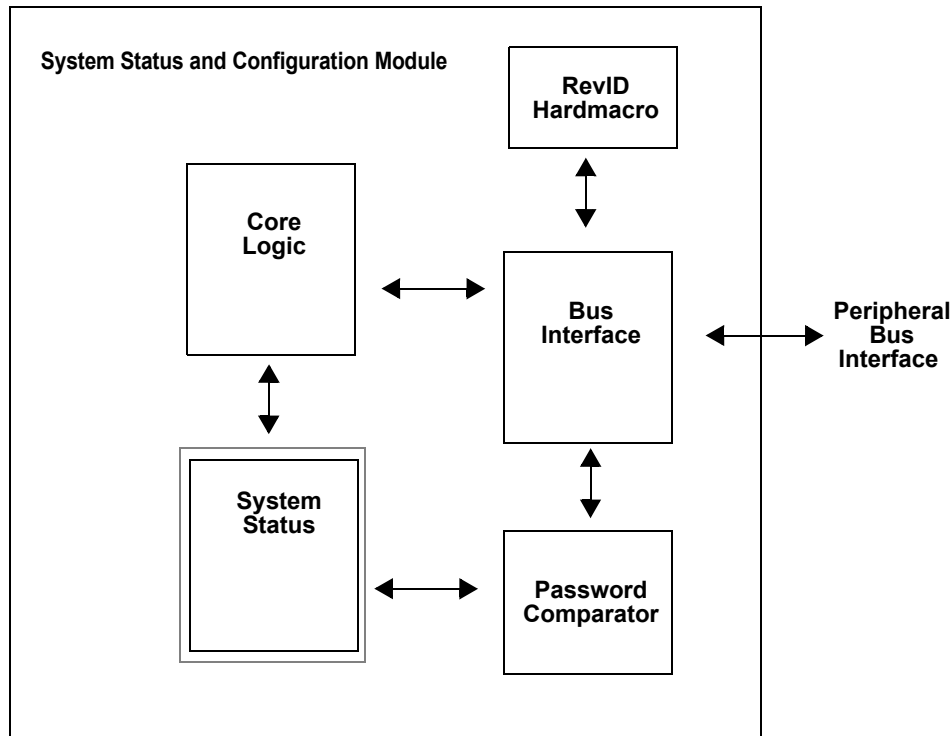 System Status and Configuration Module
RevID
Hardmacro
Core
Logic
Bus
Interface
Peripheral
Bus
Interface
System
Status
Password
Comparator